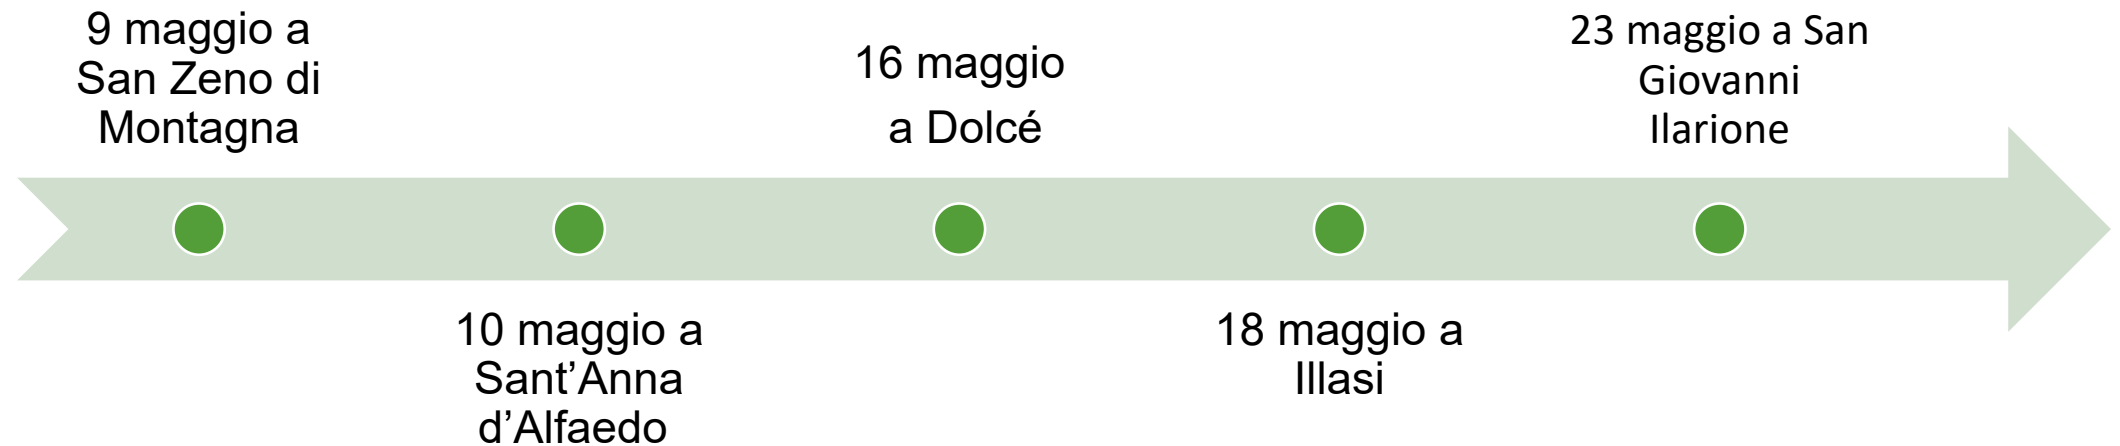 9 maggio a
San Zeno di
Montagna
10 maggio a
Sant’Anna
d’Alfaedo
16 maggio
a Dolcé
18 maggio a
Illasi
23 maggio a San
Giovanni
Ilarione